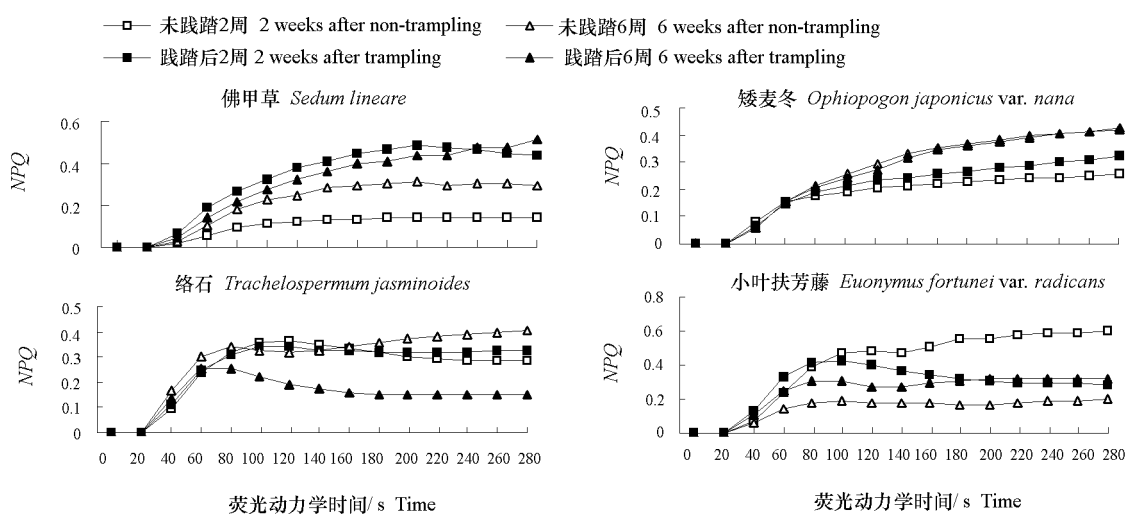 未践踏2周 2 weeks after non-trampling
未践踏6周 6 weeks after non-trampling
践踏后2周 2 weeks after trampling
践踏后6周 6 weeks after trampling
佛甲草 Sedum lineare
NPQ
0.6
0.4
0.2
0
矮麦冬 Ophiopogon japonicus var. nana
NPQ
0.5
0.4
0.3
0.2
0.1
0
络石 Trachelospermum jasminoides
NPQ
0.5
0.4
0.3
0.2
0.1
0
0 20 40 60 80 100 120 140 160 180 200 220 240 260 280
荧光动力学时间/ s Time
小叶扶芳藤 Euonymus fortunei var. radicans
NPQ
0.8
0.6
0.4
0.2
0
0 20 40 60 80 100 120 140 160 180 200 220 240 260 280
荧光动力学时间/ s Time